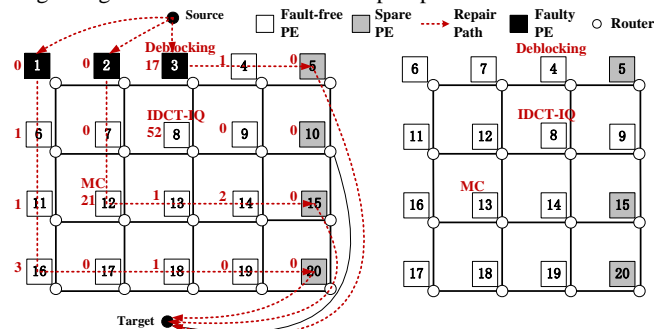 Source
Fault-free PE
Spare PE
Repair Path
Faulty PE
Router
Deblocking
0 1 0 2 17 3 1 4 0 5
IDCT-IQ
1 6 0 7 52 8 0 9 0 10
MC
1 11 21 12 1 13 2 14 0 15
3 16 0 17 1 18 0 19 0 20
Target
Deblocking
6 7 4 5
IDCT-IQ
11 12 8 9
MC
16 13 14 15
17 18 19 20